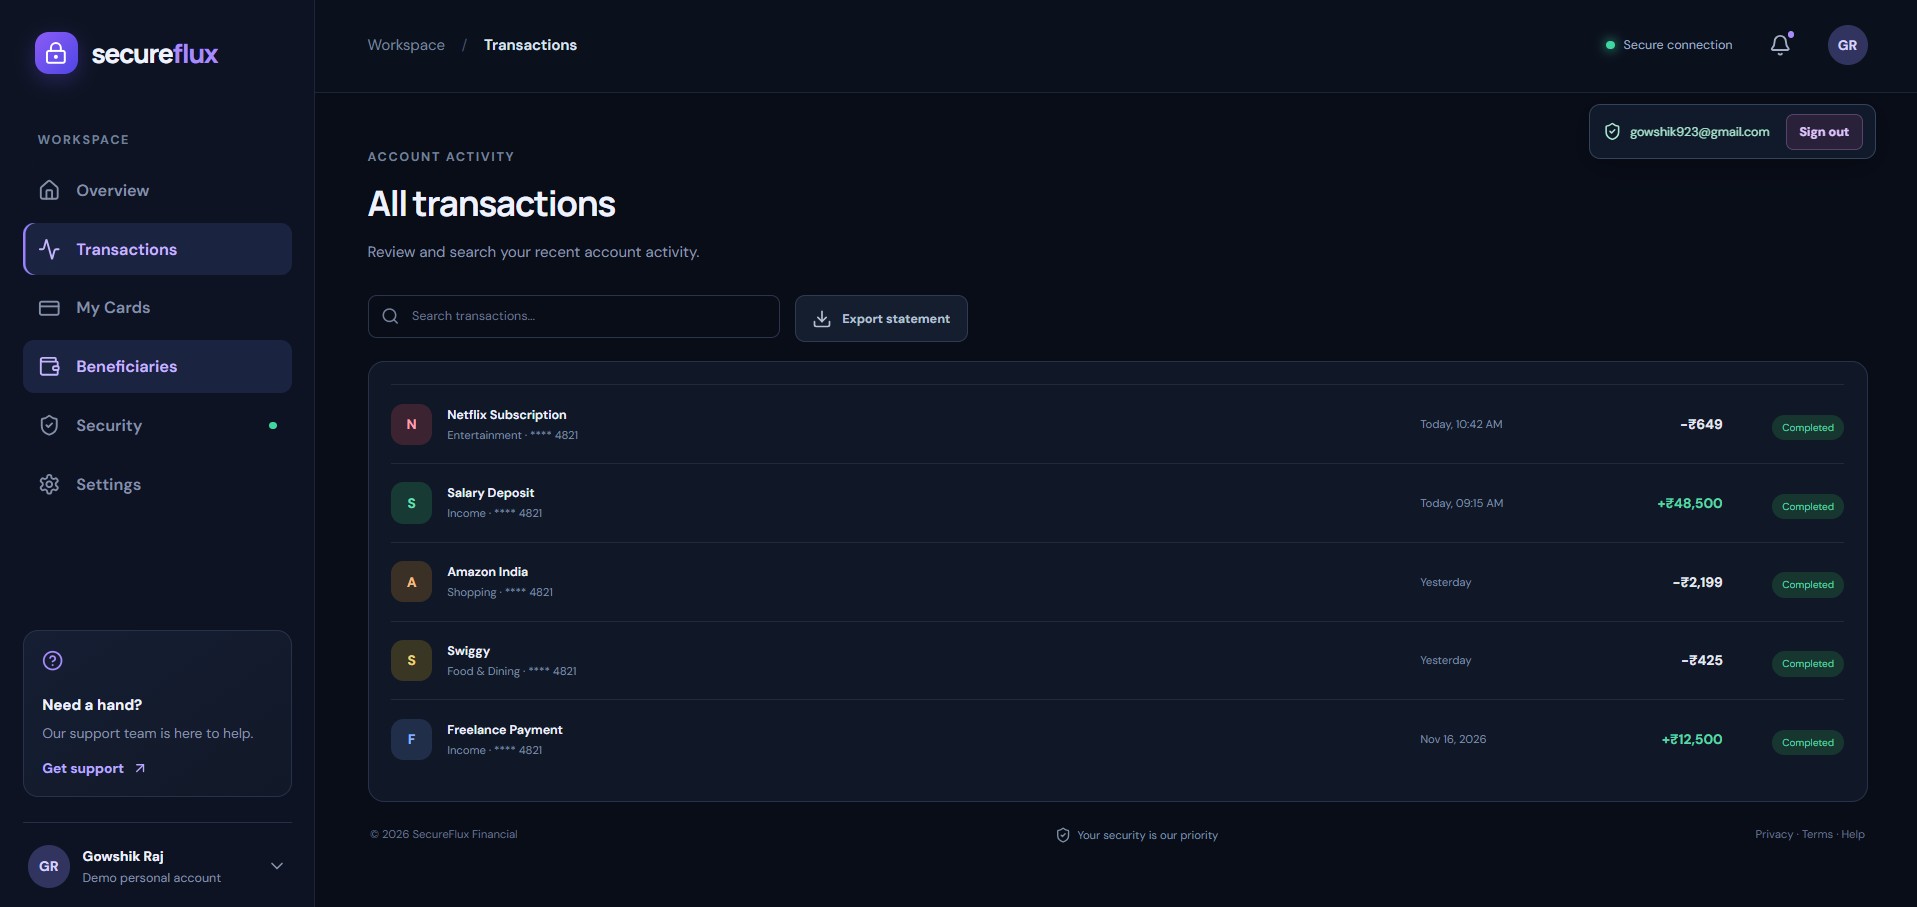 secureflux
Workspace / Transactions
Secure connection
GR
gowshik923@gmail.com
Sign out
WORKSPACE
Overview
Transactions
My Cards
Beneficiaries
Security
Settings
Need a hand?
Our support team is here to help.
Get support
GR
Gowshik Raj
Demo personal account
ACCOUNT ACTIVITY
All transactions
Review and search your recent account activity.
Search transactions...
Export statement
N
Netflix Subscription
Entertainment · **** 4821
Today, 10:42 AM
-₹649
Completed
S
Salary Deposit
Income · **** 4821
Today, 09:15 AM
+₹48,500
Completed
A
Amazon India
Shopping · **** 4821
Yesterday
-₹2,199
Completed
S
Swiggy
Food & Dining · **** 4821
Yesterday
-₹425
Completed
F
Freelance Payment
Income · **** 4821
Nov 16, 2026
+₹12,500
Completed
© 2026 SecureFlux Financial
Your security is our priority
Privacy · Terms · Help